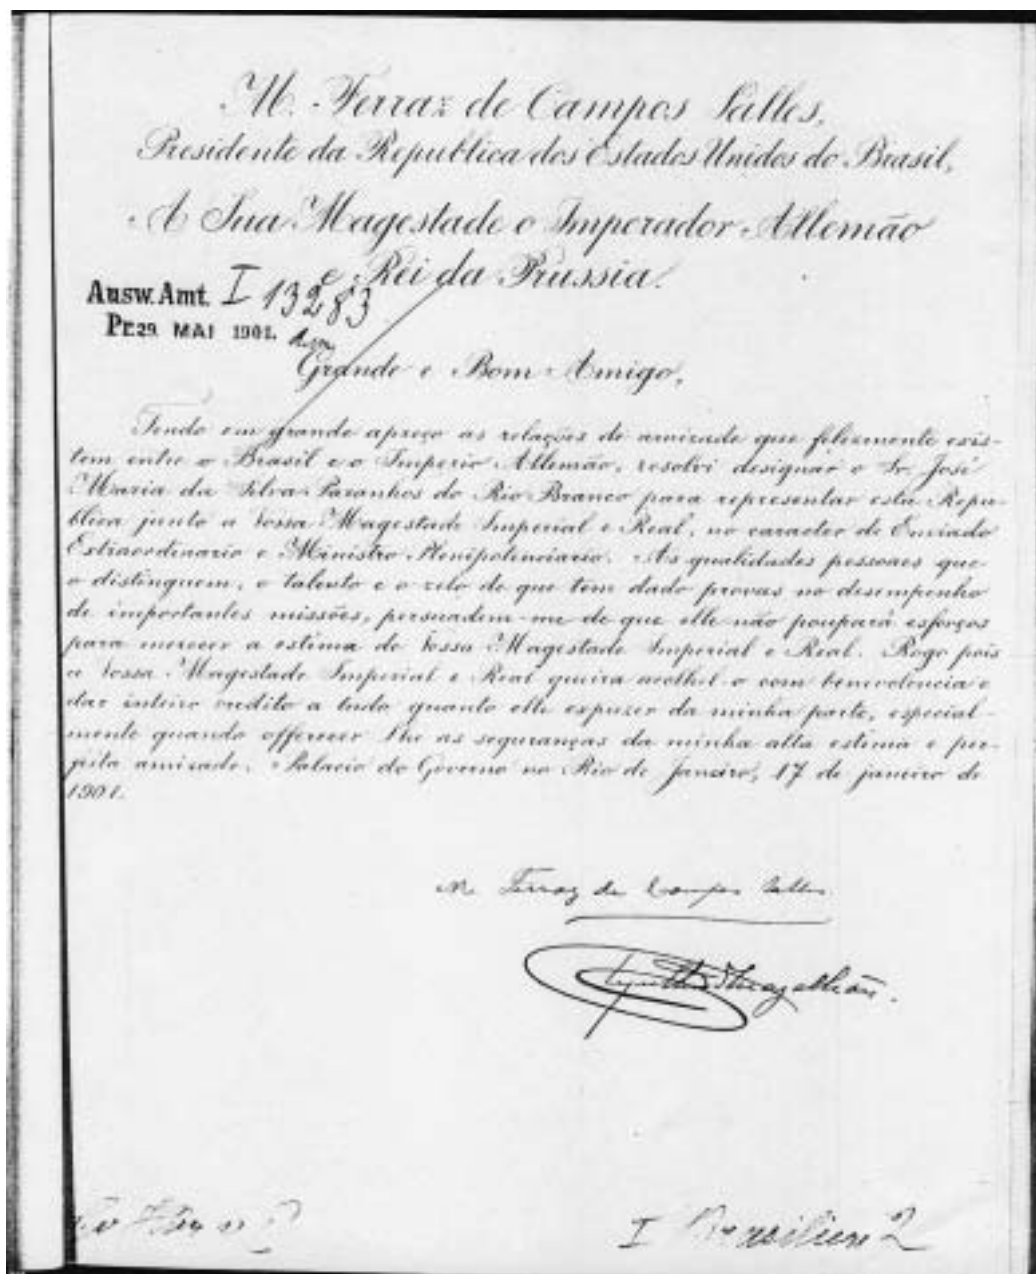 M. Ferraz de Campos Salles,
Presidente da Republica dos Estados Unidos do Brasil,
A Sua Magestade o Imperador Allemão
e Rei da Prussia.
Ausw. Amt. I 13283
PR 29. MAI 1901.
Grande e Bom Amigo,
Tendo em grande apreço as relações de amizade que felizmente exis-
tem entre o Brasil e o Imperio Allemão, resolvi designar o Sr. José
Maria da Silva Paranhos do Rio Branco para representar esta Repu-
blica junto a Vossa Magestade Imperial e Real, no caracter de Enviado
Extraordinario e Ministro Plenipotenciario. As qualidades pessoaes que
o distinguem, o talento e o zelo de que tem dado provas no desempenho
de importantes missões, persuadem-me de que elle não poupará esforços
para merecer a estima de Vossa Magestade Imperial e Real. Rogo pois
a Vossa Magestade Imperial e Real queira acolhel-o com benevolencia e
dar inteiro credito a tudo quanto elle expuzer da minha parte, especial-
mente quando offerecer-lhe as seguranças da minha alta estima e per-
feita amizade. Palacio do Governo no Rio de Janeiro, 17 de janeiro de
1901.
M. Ferraz de Campos Salles
Olyntho de Magalhães.
I Brasilien 2